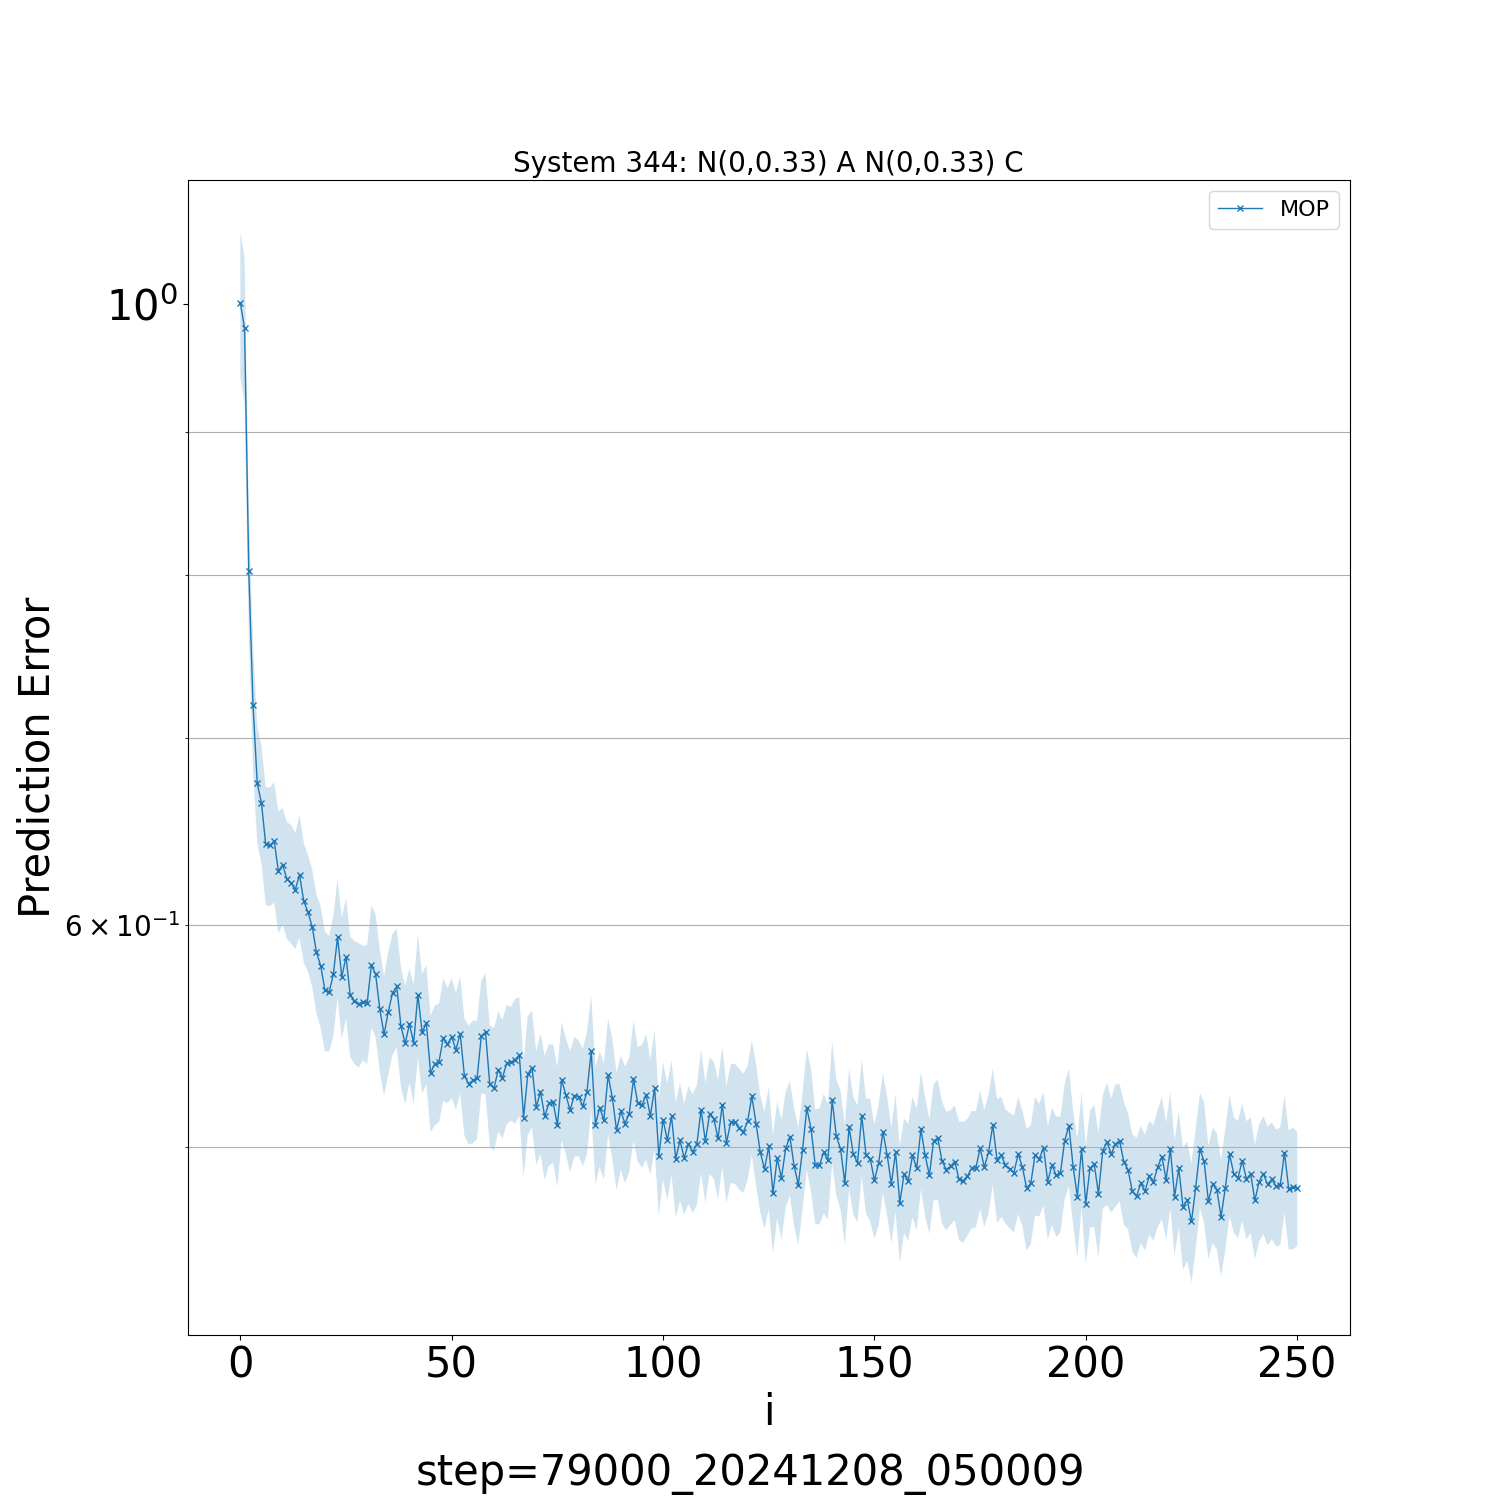 System 344: N(0,0.33) A N(0,0.33) C
MOP
10⁰
6 × 10⁻¹
Prediction Error
0 50 100 150 200 250
i
step=79000_20241208_050009